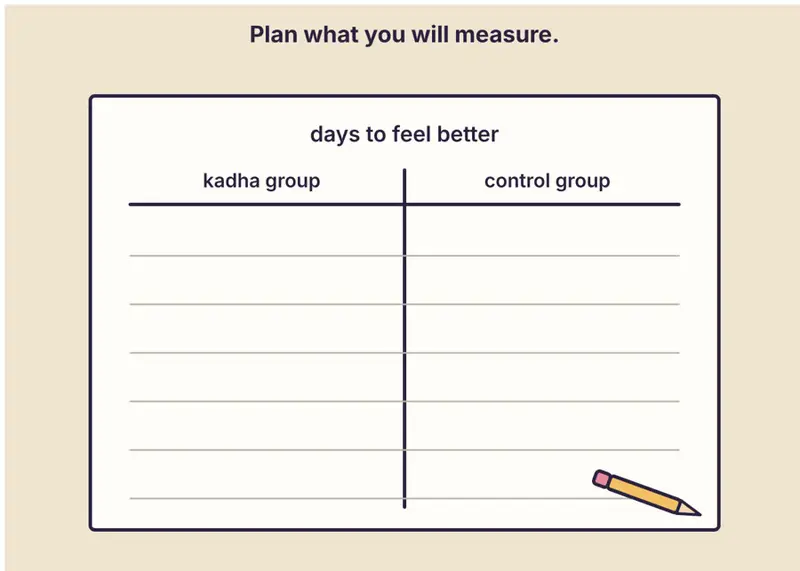 Plan what you will measure.
days to feel better
kadha group
control group